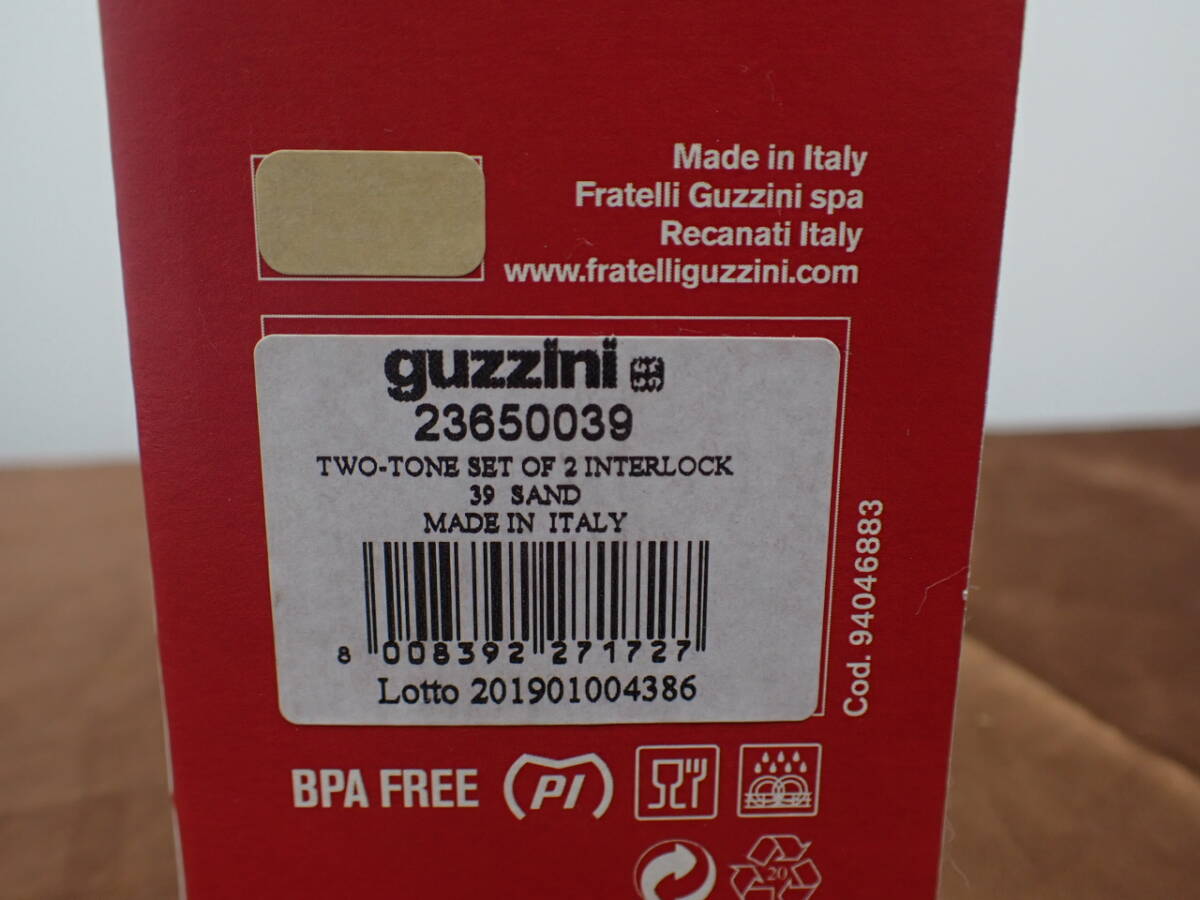 Made in Italy
Fratelli Guzzini spa
Recanati Italy
www.fratelliguzzini.com
guzzini
23650039
TWO-TONE SET OF 2 INTERLOCK
39 SAND
MADE IN ITALY
8 008392 271727
Lotto 201901004386
Cod. 94046883
BPA FREE
PI
20